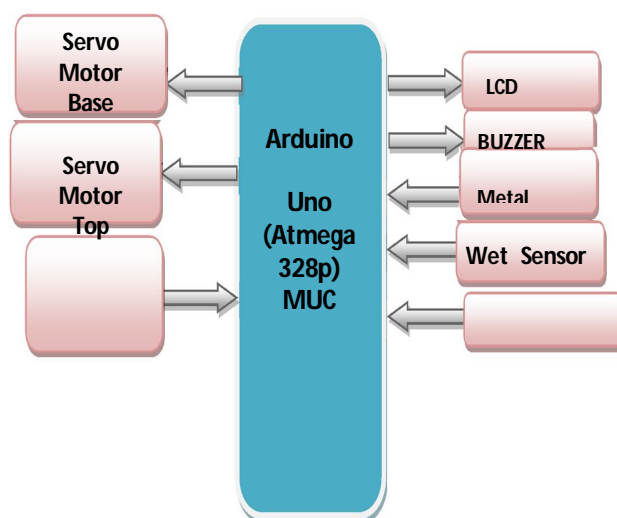 Servo
Motor
Base
Servo
Motor
Top
Arduino
Uno
(Atmega
328p)
MUC
LCD
BUZZER
Metal
Wet Sensor